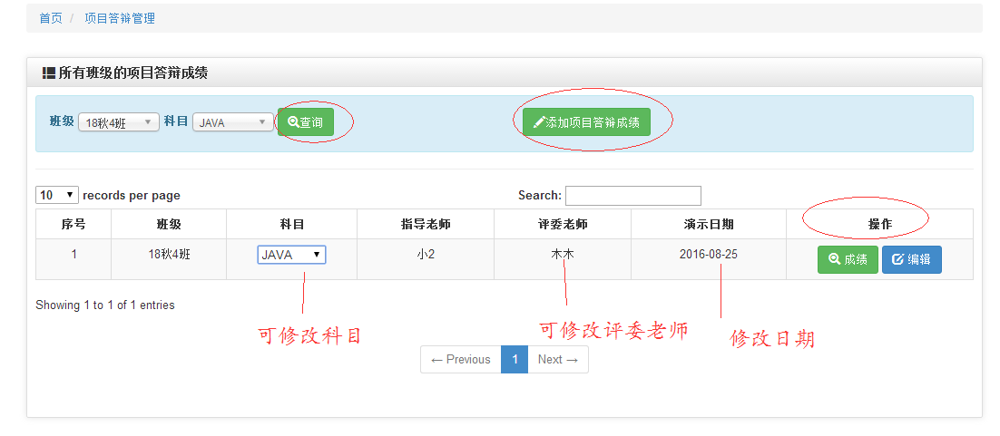 首页 / 项目答辩管理
所有班级的项目答辩成绩
班级 18秋4班 科目 JAVA 查询 添加项目答辩成绩
10 records per page Search:
序号 班级 科目 指导老师 评委老师 演示日期 操作
1 18秋4班 JAVA 小2 木木 2016-08-25 成绩 编辑
Showing 1 to 1 of 1 entries
可修改科目 可修改评委老师 修改日期
← Previous 1 Next →